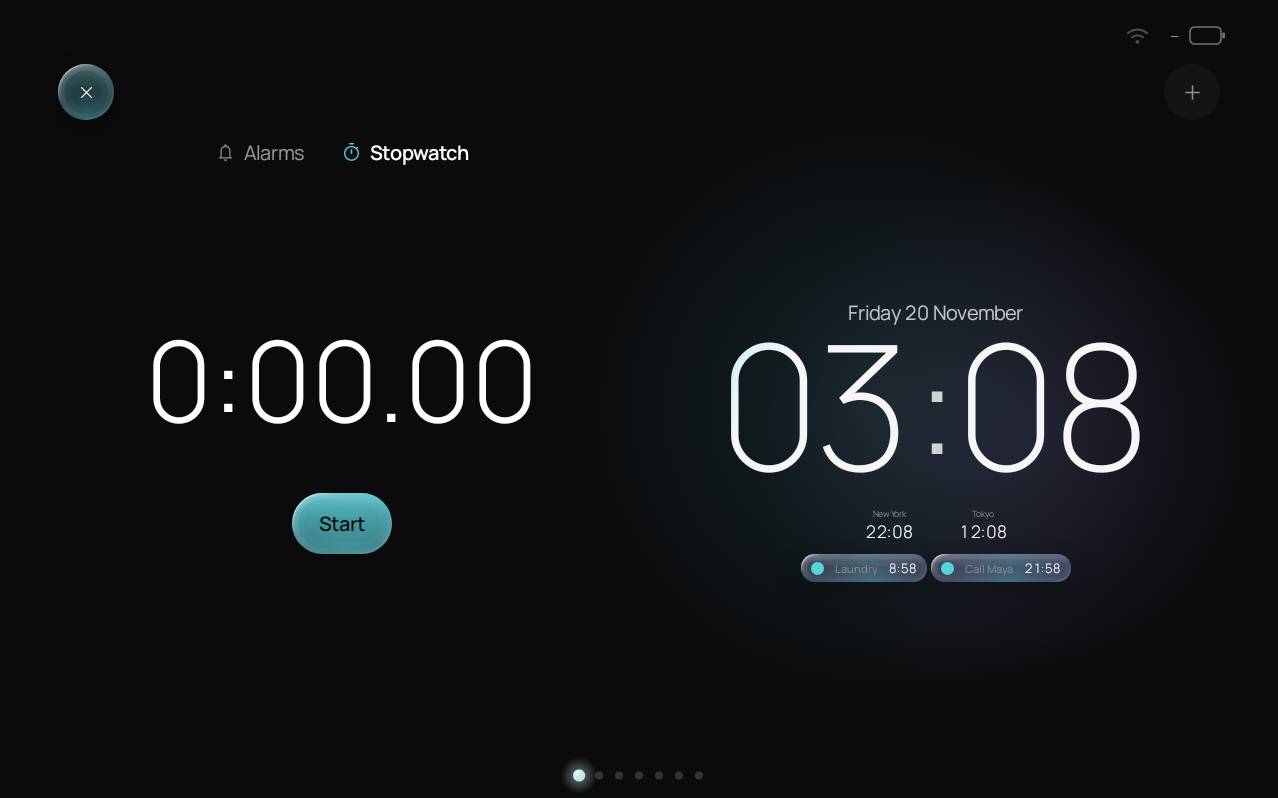 –
Alarms Stopwatch
Friday 20 November
0:00.00 03:08
New York Tokyo
22:08 12:08
Start
Laundry 8:58 Call Maya 21:58